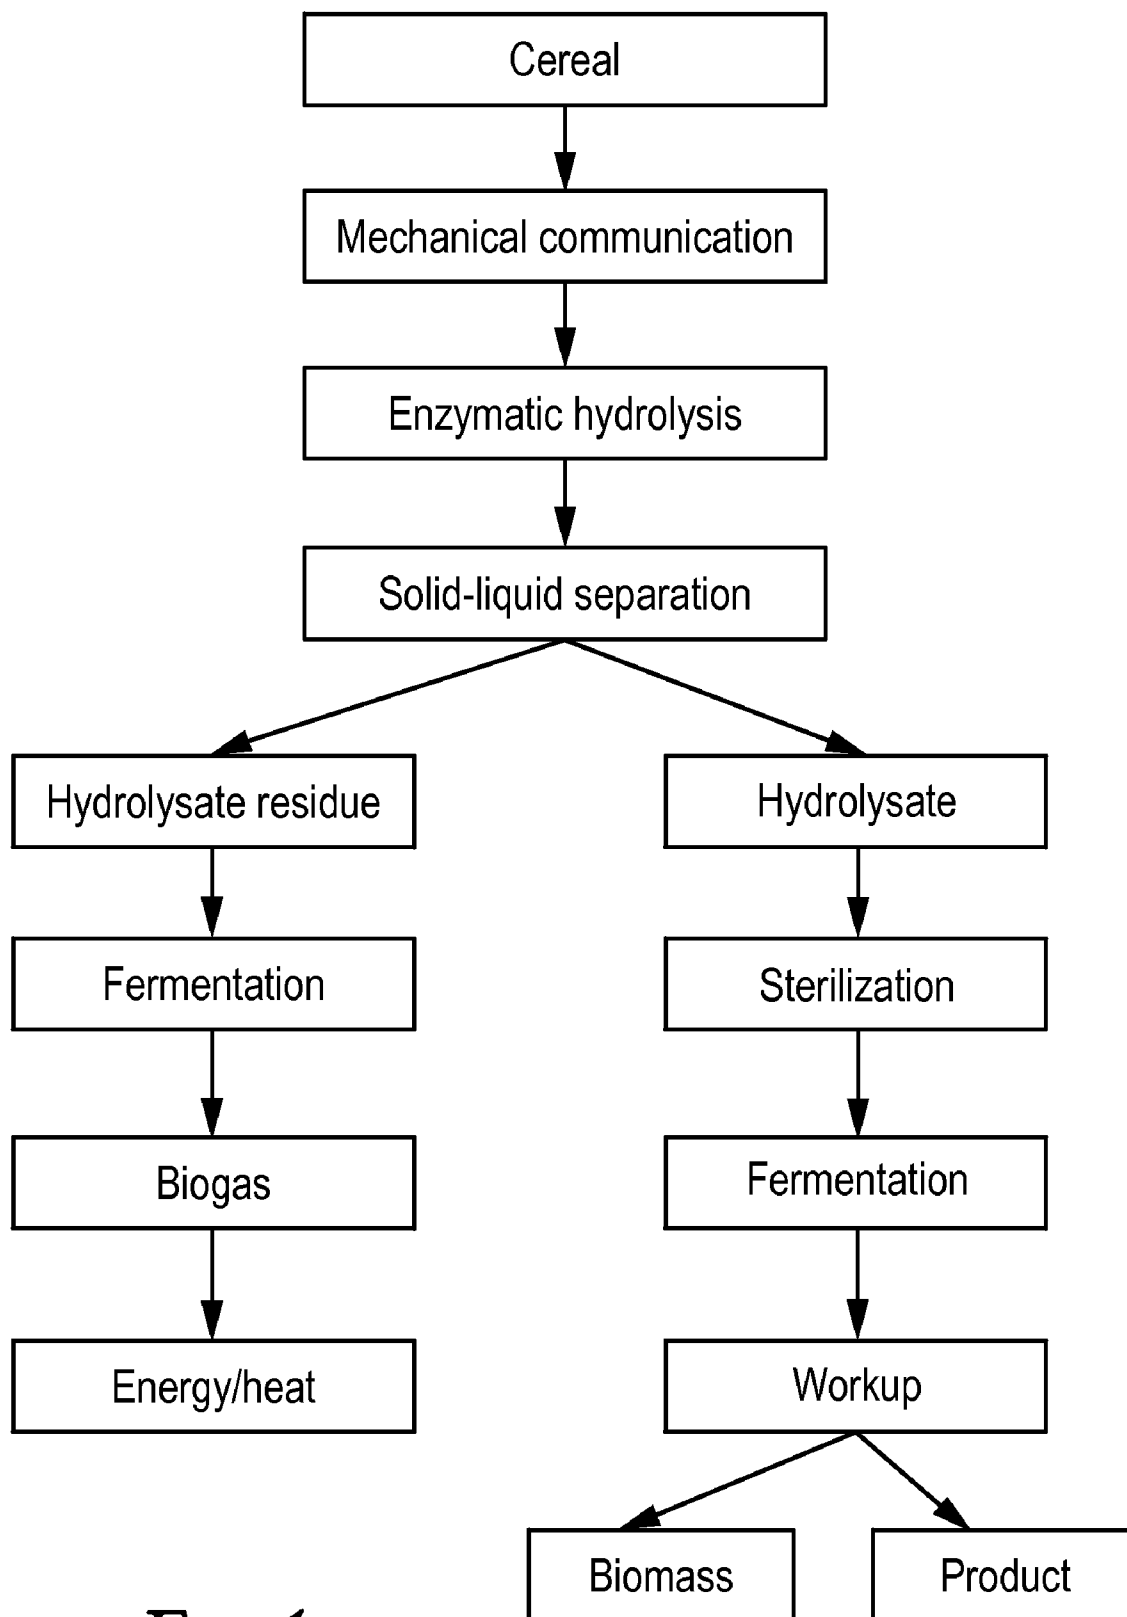 Cereal
Mechanical communication
Enzymatic hydrolysis
Solid-liquid separation
Hydrolysate residue
Hydrolysate
Fermentation
Sterilization
Biogas
Fermentation
Energy/heat
Workup
Biomass
Product